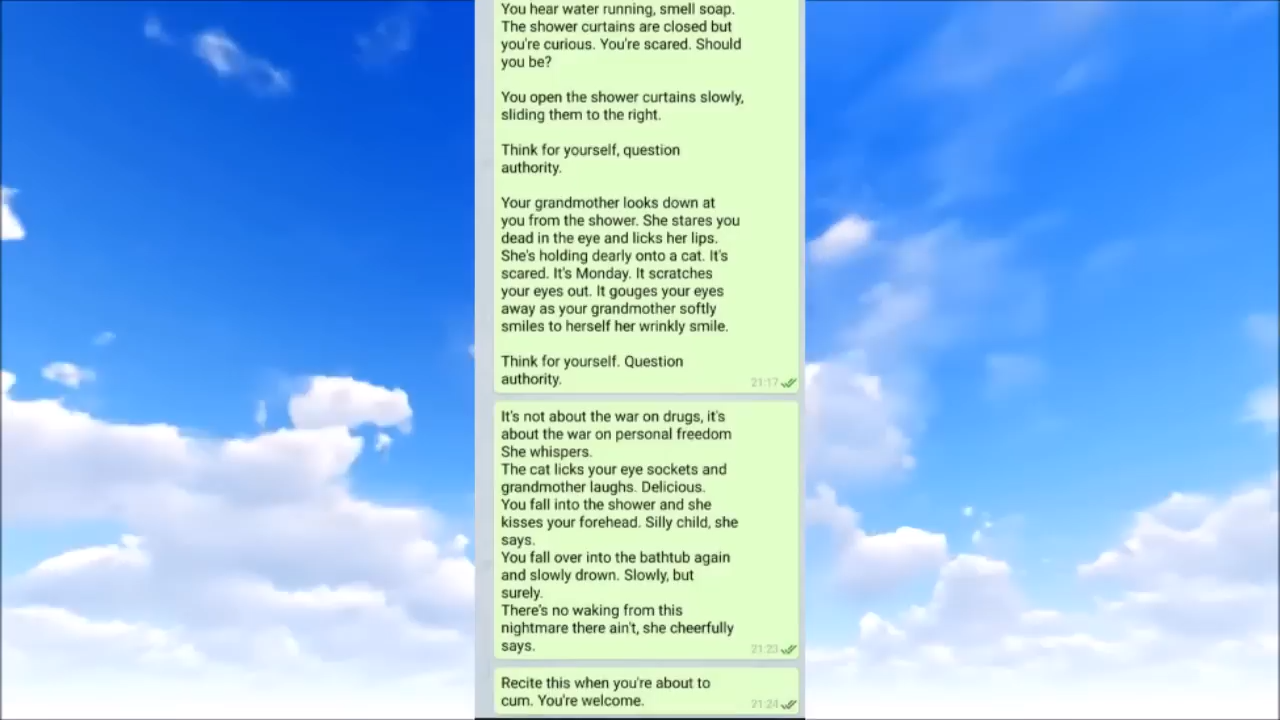 You hear water running, smell soap.
The shower curtains are closed but
you're curious. You're scared. Should
you be?
You open the shower curtains slowly,
sliding them to the right.
Think for yourself, question
authority.
Your grandmother looks down at
you from the shower. She stares you
dead in the eye and licks her lips.
She's holding dearly onto a cat. It's
scared. It's Monday. It scratches
your eyes out. It gouges your eyes
away as your grandmother softly
smiles to herself her wrinkly smile.
Think for yourself. Question
authority.
21:17
It's not about the war on drugs, it's
about the war on personal freedom
She whispers.
The cat licks your eye sockets and
grandmother laughs. Delicious.
You fall into the shower and she
kisses your forehead. Silly child, she
says.
You fall over into the bathtub again
and slowly drown. Slowly, but
surely.
There's no waking from this
nightmare there ain't, she cheerfully
says.
21:23
Recite this when you're about to
cum. You're welcome.
21:24